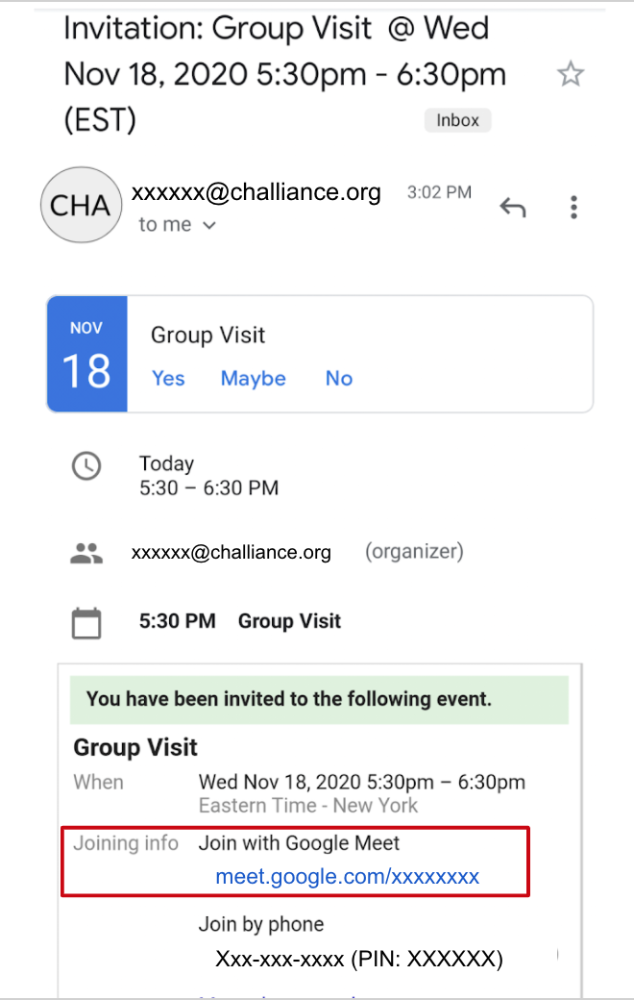 Invitation: Group Visit @ Wed
Nov 18, 2020 5:30pm - 6:30pm
(EST)
Inbox
CHA
xxxxxx@challiance.org
3:02 PM
to me
NOV
18
Group Visit
Yes Maybe No
Today
5:30 – 6:30 PM
xxxxxx@challiance.org (organizer)
5:30 PM Group Visit
You have been invited to the following event.
Group Visit
When Wed Nov 18, 2020 5:30pm – 6:30pm
Eastern Time - New York
Joining info Join with Google Meet
meet.google.com/xxxxxxxx
Join by phone
Xxx-xxx-xxxx (PIN: XXXXXX)